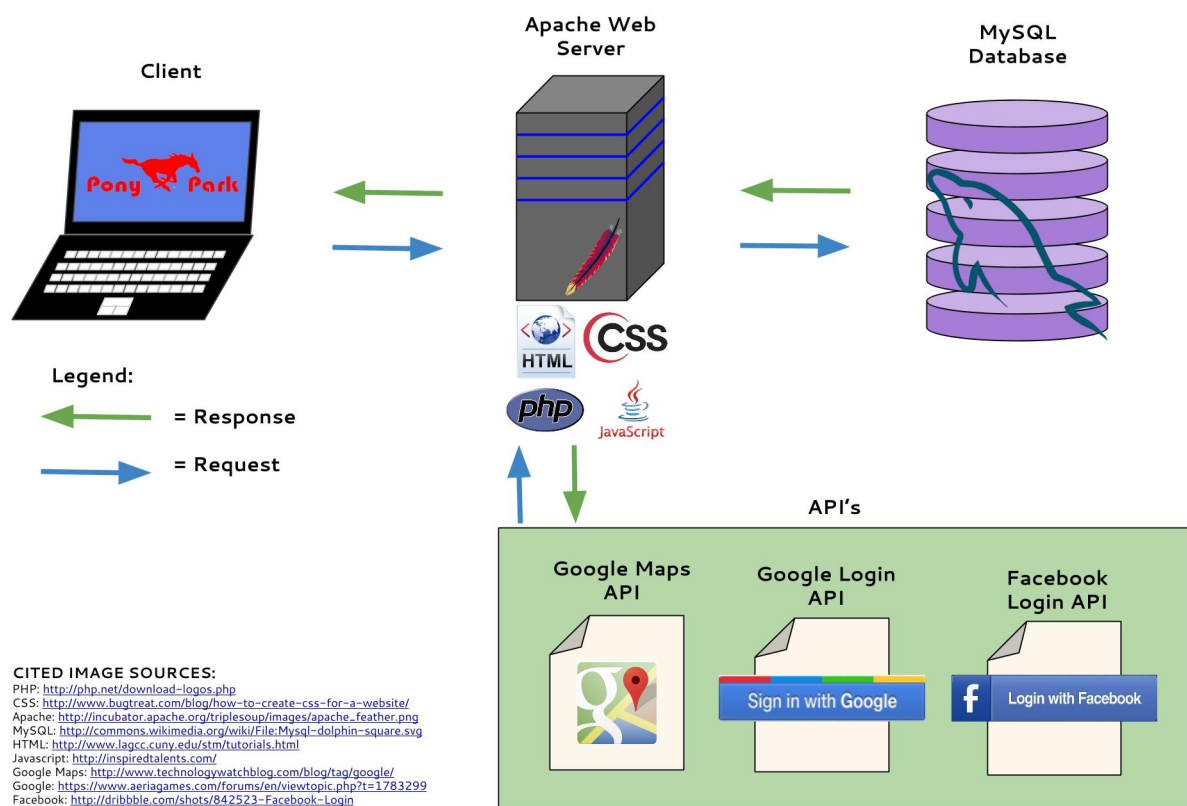 Apache Web
Server
MySQL
Database
Client
Pony Park
HTML
CSS
php
JavaScript
Legend:
= Response
= Request
API's
Google Maps
API
Google Login
API
Facebook
Login API
g
Sign in with Google
f Login with Facebook
CITED IMAGE SOURCES:
PHP: http://php.net/download-logos.php
CSS: http://www.bugtreat.com/blog/how-to-create-css-for-a-website/
Apache: http://incubator.apache.org/triplesoup/images/apache_feather.png
MySQL: http://commons.wikimedia.org/wiki/File:Mysql-dolphin-square.svg
HTML: http://www.lagcc.cuny.edu/stm/tutorials.html
Javascript: http://inspiredtalents.com/
Google Maps: http://www.technologywatchblog.com/blog/tag/google/
Google: https://www.aeriagames.com/forums/en/viewtopic.php?t=1783299
Facebook: http://dribbble.com/shots/842523-Facebook-Login